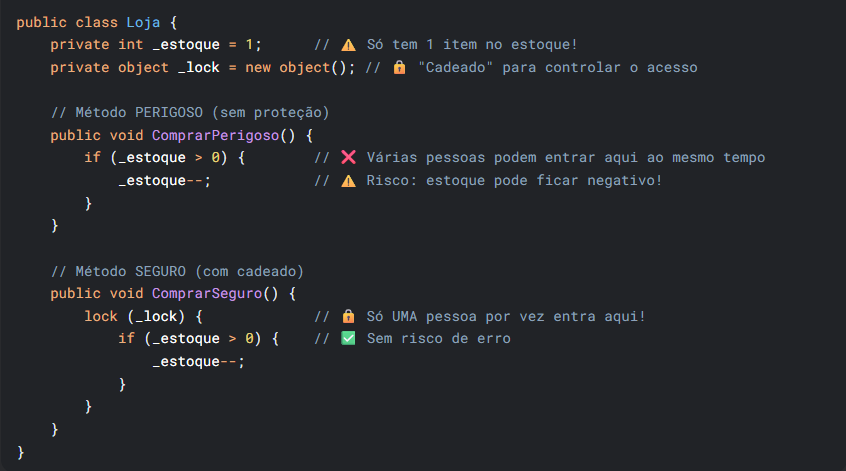 public class Loja {
    private int _estoque = 1;      // ⚠️ Só tem 1 item no estoque!
    private object _lock = new object(); // 🔒 "Cadeado" para controlar o acesso

    // Método PERIGOSO (sem proteção)
    public void ComprarPerigoso() {
        if (_estoque > 0) {        // ❌ Várias pessoas podem entrar aqui ao mesmo tempo
            _estoque--;            // ⚠️ Risco: estoque pode ficar negativo!
        }
    }

    // Método SEGURO (com cadeado)
    public void ComprarSeguro() {
        lock (_lock) {             // 🔒 Só UMA pessoa por vez entra aqui!
            if (_estoque > 0) {    // ✅ Sem risco de erro
                _estoque--;
            }
        }
    }
}